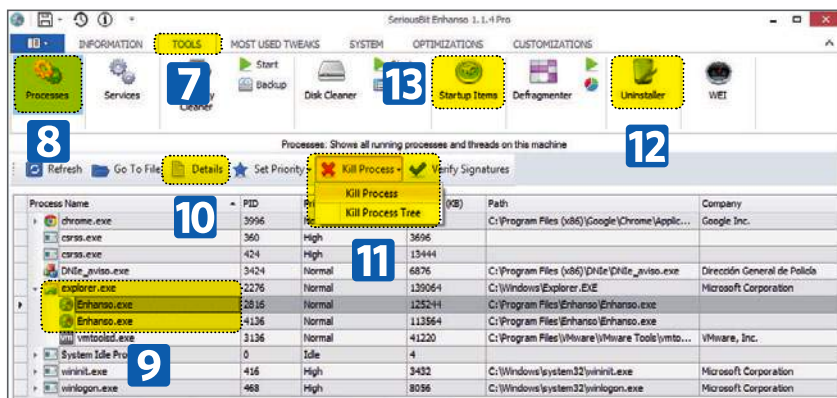 SeriousBit Enhanso 1.1.4 Pro
INFORMATION TOOLS MOST USED TWEAKS SYSTEM OPTIMIZATIONS CUSTOMIZATIONS
7 13
Start
Backup
Processes Services Cleaner Disk Cleaner Startup Items Defragmenter Uninstaller WEI
8 12
Processes: Shows all running processes and threads on this machine
Refresh Go To File Details Set Priority Kill Process Verify Signatures
Kill Process
Kill Process Tree
10 11
Process Name PID (KB) Path Company
chrome.exe 3996 C:\Program Files (x86)\Google\Chrome\Applic... Google Inc.
csrss.exe 360 High 3696
csrss.exe 424 High 13444
DNIe_aviso.exe 3424 Normal 6876 C:\Program Files (x86)\DNIe\DNIe_aviso.exe Dirección General de Policía
explorer.exe 2276 Normal 139064 C:\Windows\Explorer.EXE Microsoft Corporation
Enhanso.exe 2816 Normal 125244 C:\Program Files\Enhanso\Enhanso.exe
Enhanso.exe 4136 Normal 113564 C:\Program Files\Enhanso\Enhanso.exe
vmtoolsd.exe 3136 Normal 41220 C:\Program Files\VMware\VMware Tools\vmto... VMware, Inc.
9
System Idle Pro 0 Idle 4
wininit.exe 416 High 3432 C:\Windows\system32\wininit.exe Microsoft Corporation
winlogon.exe 468 High 8056 C:\Windows\system32\winlogon.exe Microsoft Corporation